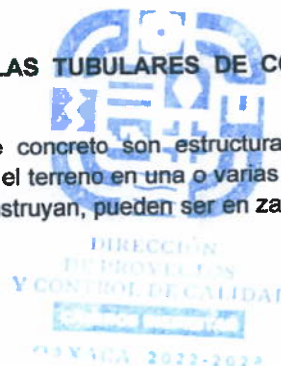 LAS TUBULARES DE CO
concreto son estructura
el terreno en una o varias
struyan, pueden ser en za
DIRECCIÓN
DE PROYECTOS
Y CONTROL DE CALIDAD
OAXACA 2022-2028